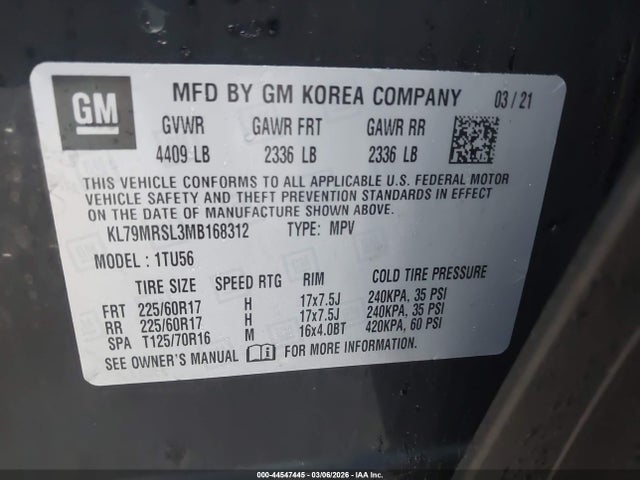 GM MFD BY GM KOREA COMPANY 03 / 21
GVWR GAWR FRT GAWR RR
4409 LB 2336 LB 2336 LB
THIS VEHICLE CONFORMS TO ALL APPLICABLE U.S. FEDERAL MOTOR
VEHICLE SAFETY AND THEFT PREVENTION STANDARDS IN EFFECT
ON THE DATE OF MANUFACTURE SHOWN ABOVE.
KL79MRSL3MB168312 TYPE: MPV
MODEL : 1TU56
TIRE SIZE SPEED RTG RIM COLD TIRE PRESSURE
FRT 225/60R17 H 17x7.5J 240KPA, 35 PSI
RR 225/60R17 H 17x7.5J 240KPA, 35 PSI
SPA T125/70R16 M 16x4.0BT 420KPA, 60 PSI
SEE OWNER'S MANUAL FOR MORE INFORMATION.
000-44547445 - 03/06/2026 - IAA Inc.